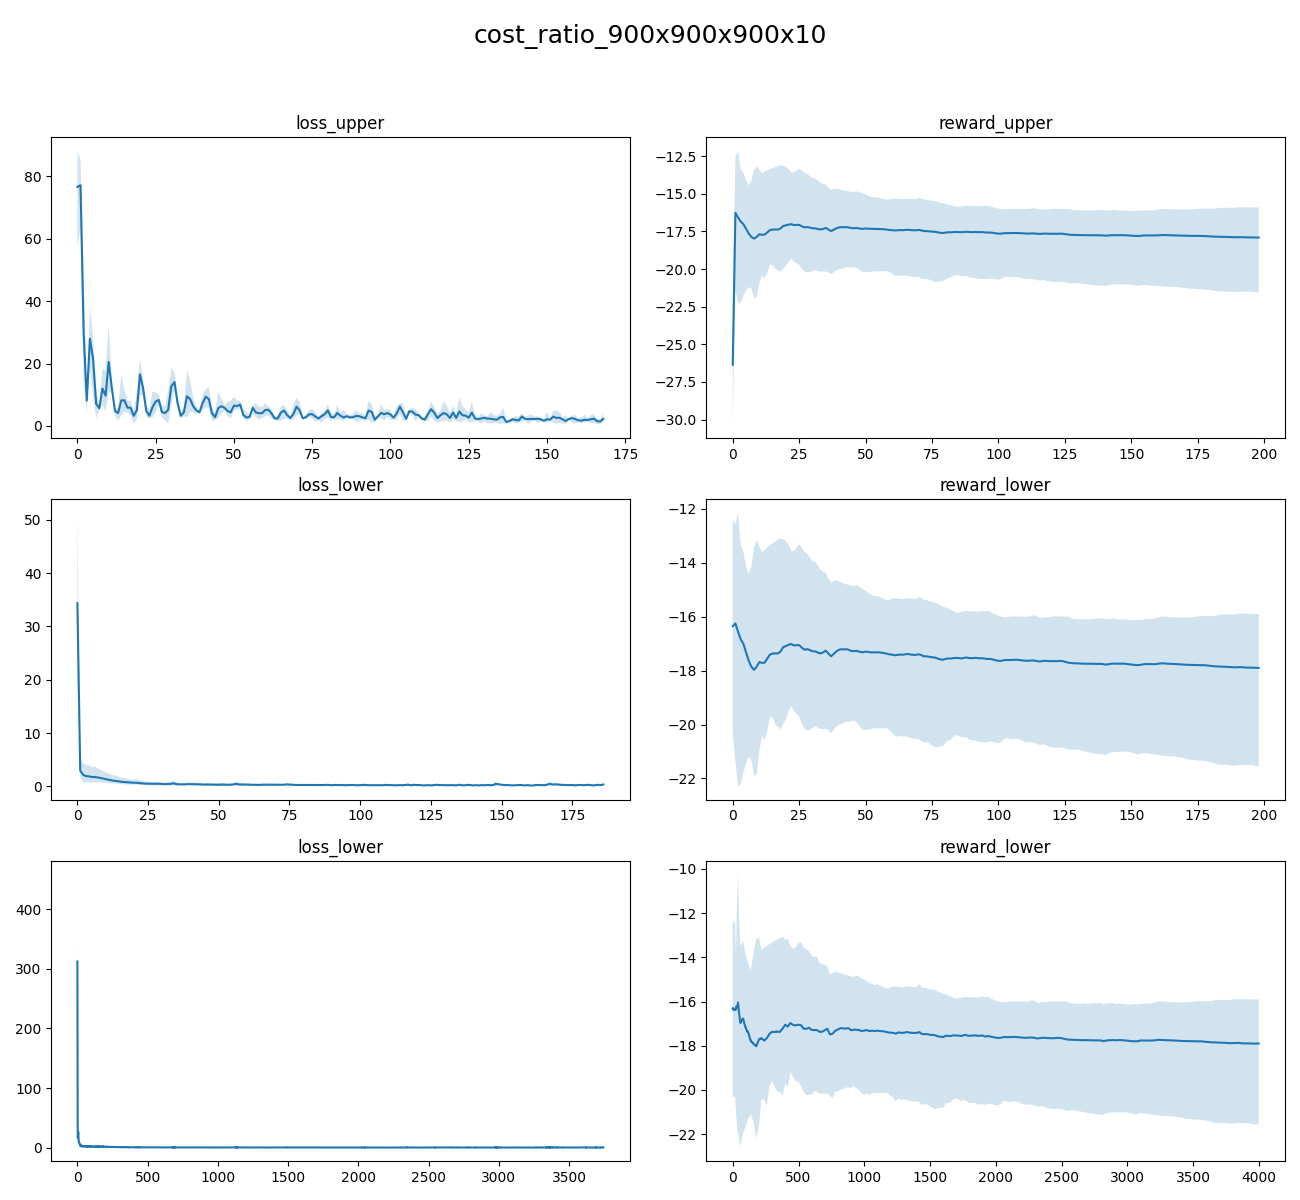 cost_ratio_900x900x900x10
loss_upper
80
60
40
20
0
0 25 50 75 100 125 150 175
reward_upper
−12.5
−15.0
−17.5
−20.0
−22.5
−25.0
−27.5
−30.0
0 25 50 75 100 125 150 175 200
loss_lower
50
40
30
20
10
0
0 25 50 75 100 125 150 175
reward_lower
−12
−14
−16
−18
−20
−22
0 25 50 75 100 125 150 175 200
loss_lower
400
300
200
100
0
0 500 1000 1500 2000 2500 3000 3500
reward_lower
−10
−12
−14
−16
−18
−20
−22
0 500 1000 1500 2000 2500 3000 3500 4000